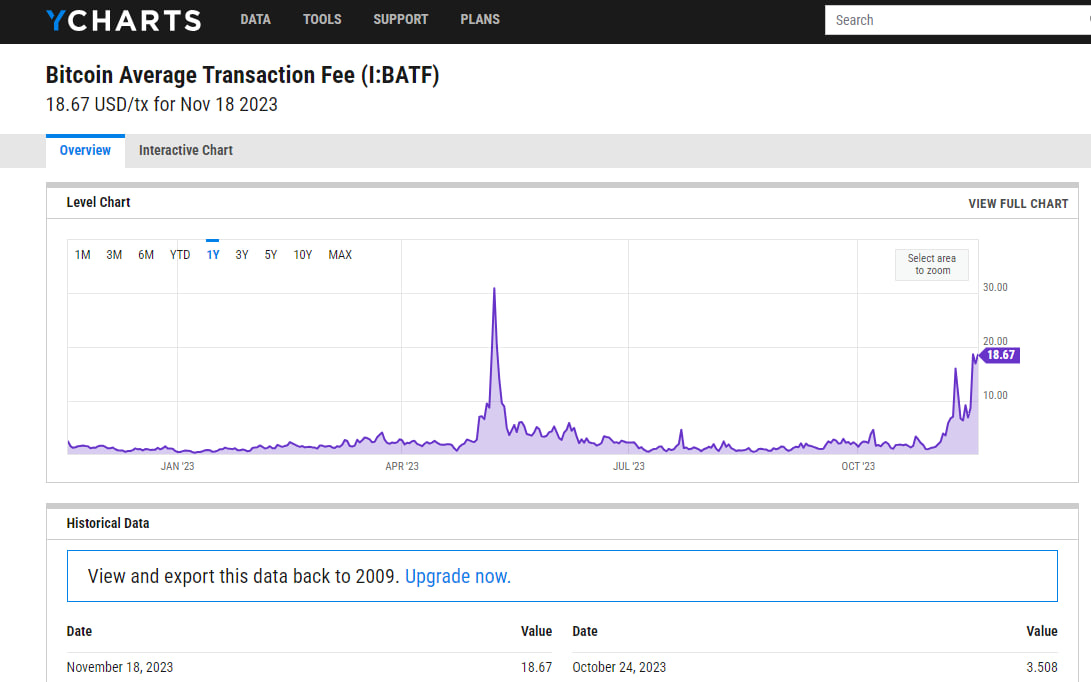 YCHARTS DATA TOOLS SUPPORT PLANS Search
Bitcoin Average Transaction Fee (I:BATF)
18.67 USD/tx for Nov 18 2023
Overview Interactive Chart
Level Chart VIEW FULL CHART
1M 3M 6M YTD 1Y 3Y 5Y 10Y MAX
Select area
to zoom
30.00
20.00
18.67
10.00
JAN '23 APR '23 JUL '23 OCT '23
Historical Data
View and export this data back to 2009. Upgrade now.
Date Value Date Value
November 18, 2023 18.67 October 24, 2023 3.508